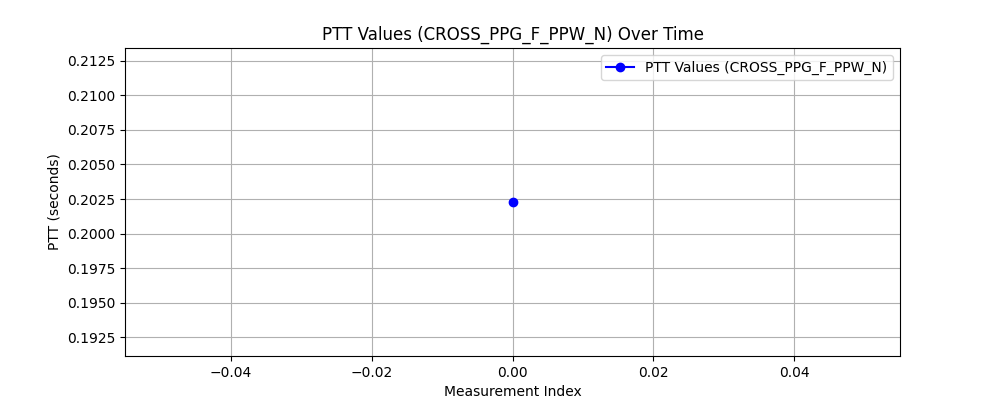 PTT Values (CROSS_PPG_F_PPW_N) Over Time
PTT Values (CROSS_PPG_F_PPW_N)
PTT (seconds)
0.2125
0.2100
0.2075
0.2050
0.2025
0.2000
0.1975
0.1950
0.1925
−0.04 −0.02 0.00 0.02 0.04
Measurement Index